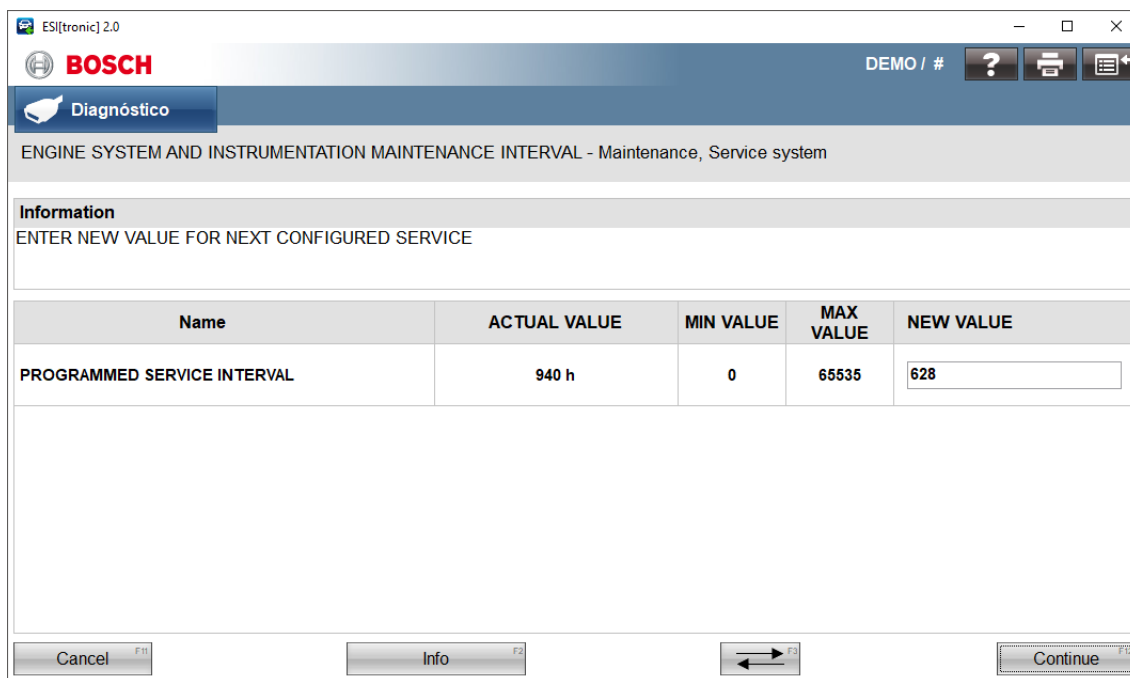 ESI[tronic] 2.0
BOSCH
DEMO / #
?
Diagnóstico
ENGINE SYSTEM AND INSTRUMENTATION MAINTENANCE INTERVAL - Maintenance, Service system
Information
ENTER NEW VALUE FOR NEXT CONFIGURED SERVICE
Name ACTUAL VALUE MIN VALUE MAX VALUE NEW VALUE
PROGRAMMED SERVICE INTERVAL 940 h 0 65535 628
Cancel F11 Info F2 F3 Continue F12